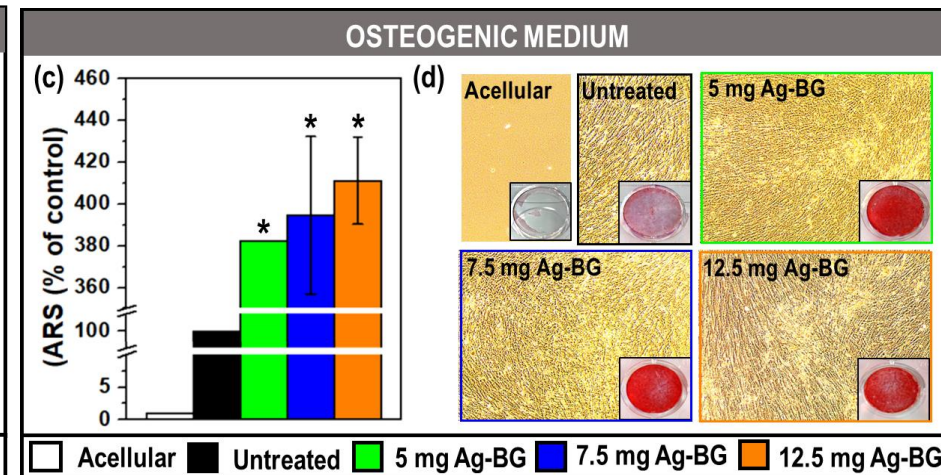 OSTEOGENIC MEDIUM
(c)
(ARS (% of control)
460
440
420
400
380
360
100
5
0
*
*
*
(d)
Acellular
Untreated
5 mg Ag-BG
7.5 mg Ag-BG
12.5 mg Ag-BG
Acellular Untreated 5 mg Ag-BG 7.5 mg Ag-BG 12.5 mg Ag-BG